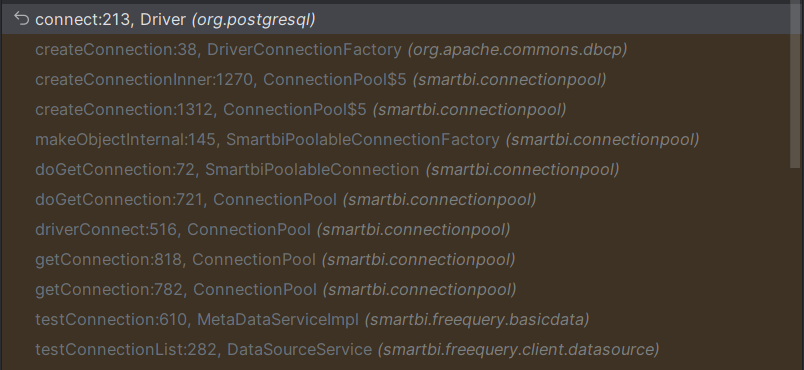 connect:213, Driver (org.postgresql)
createConnection:38, DriverConnectionFactory (org.apache.commons.dbcp)
createConnectionInner:1270, ConnectionPool$5 (smartbi.connectionpool)
createConnection:1312, ConnectionPool$5 (smartbi.connectionpool)
makeObjectInternal:145, SmartbiPoolableConnectionFactory (smartbi.connectionpool)
doGetConnection:72, SmartbiPoolableConnection (smartbi.connectionpool)
doGetConnection:721, ConnectionPool (smartbi.connectionpool)
driverConnect:516, ConnectionPool (smartbi.connectionpool)
getConnection:818, ConnectionPool (smartbi.connectionpool)
getConnection:782, ConnectionPool (smartbi.connectionpool)
testConnection:610, MetaDataServiceImpl (smartbi.freequery.basicdata)
testConnectionList:282, DataSourceService (smartbi.freequery.client.datasource)